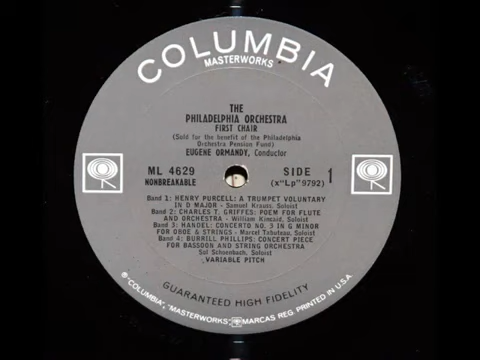 COLUMBIA
MASTERWORKS
THE
PHILADELPHIA ORCHESTRA
FIRST CHAIR
(Sold for the benefit of the Philadelphia
Orchestra Pension Fund)
EUGENE ORMANDY, Conductor
ML 4629
NONBREAKABLE
SIDE 1
(x"Lp"9792)
Band 1: HENRY PURCELL: A TRUMPET VOLUNTARY
IN D MAJOR - Samuel Krauss, Soloist
Band 2: CHARLES T. GRIFFES: POEM FOR FLUTE
AND ORCHESTRA - William Kincaid, Soloist
Band 3: HANDEL: CONCERTO NO. 3 IN G MINOR
FOR OBOE & STRINGS - Marcel Tabuteau, Soloist
Band 4: BURRILL PHILLIPS: CONCERT PIECE
FOR BASSOON AND STRING ORCHESTRA
Sol Schoenbach, Soloist
VARIABLE PITCH
GUARANTEED HIGH FIDELITY
® "COLUMBIA", "MASTERWORKS", MARCAS REG. PRINTED IN U.S.A.